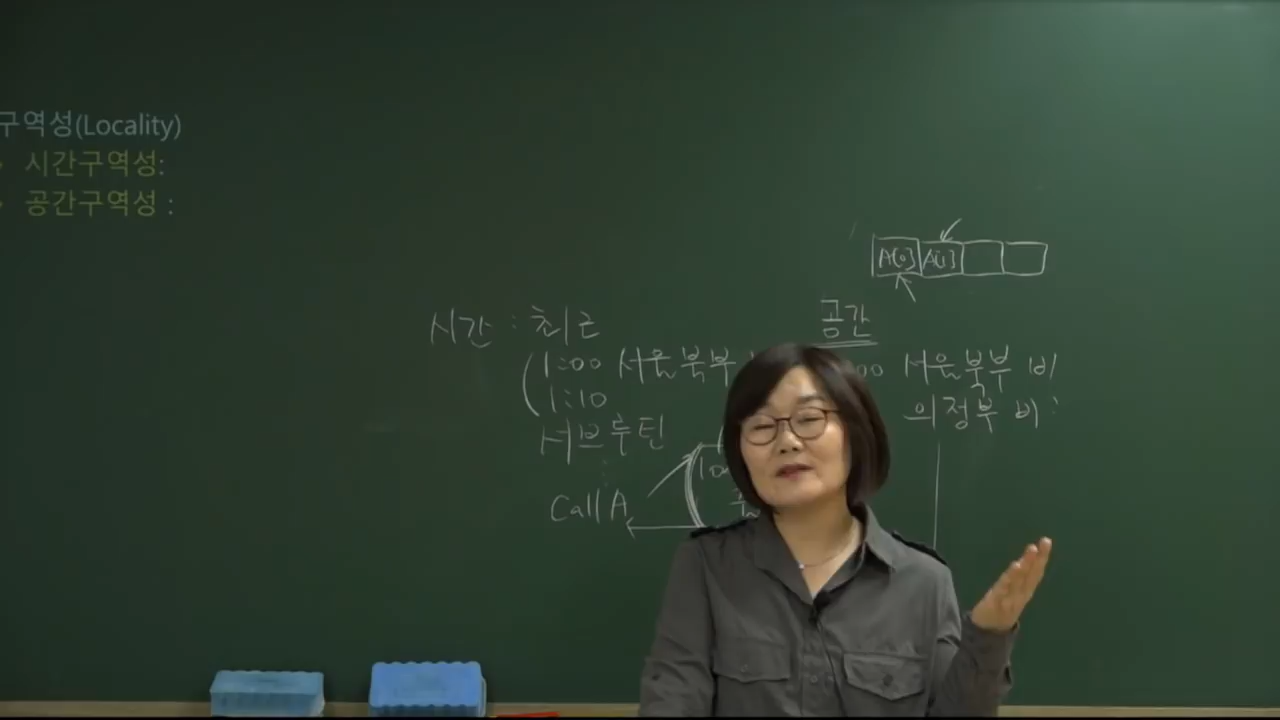 구역성(Locality)
시간구역성:
공간구역성 :
A[0] A[1]
시간 : 최근
공간
1:00 서울북부
00 서울북부 비
1:10
의정부 비:
서브루틴
Call A